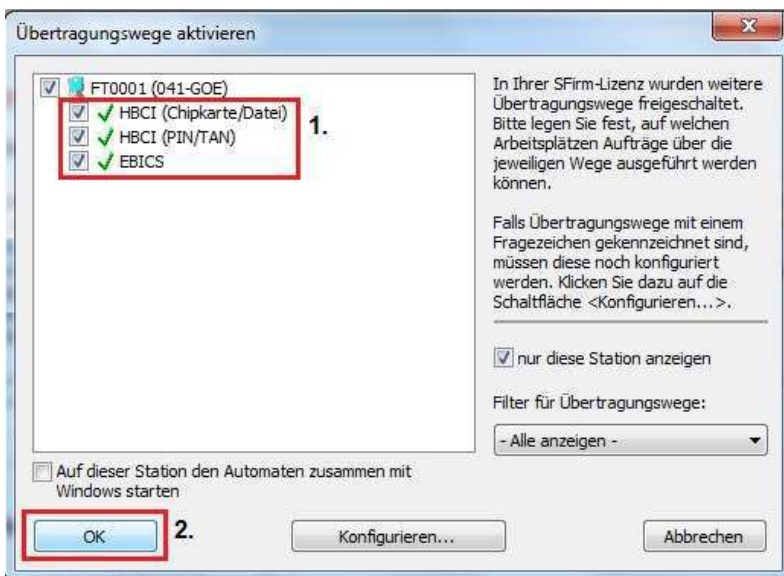 Übertragungswege aktivieren
FT0001 (041-GOE)
HBCI (Chipkarte/Datei)
HBCI (PIN/TAN)
EBICS
1.
In Ihrer SFirm-Lizenz wurden weitere
Übertragungswege freigeschaltet.
Bitte legen Sie fest, auf welchen
Arbeitsplätzen Aufträge über die
jeweiligen Wege ausgeführt werden
können.
Falls Übertragungswege mit einem
Fragezeichen gekennzeichnet sind,
müssen diese noch konfiguriert
werden. Klicken Sie dazu auf die
Schaltfläche <Konfigurieren...>.
nur diese Station anzeigen
Filter für Übertragungswege:
- Alle anzeigen -
Auf dieser Station den Automaten zusammen mit
Windows starten
OK
2.
Konfigurieren...
Abbrechen